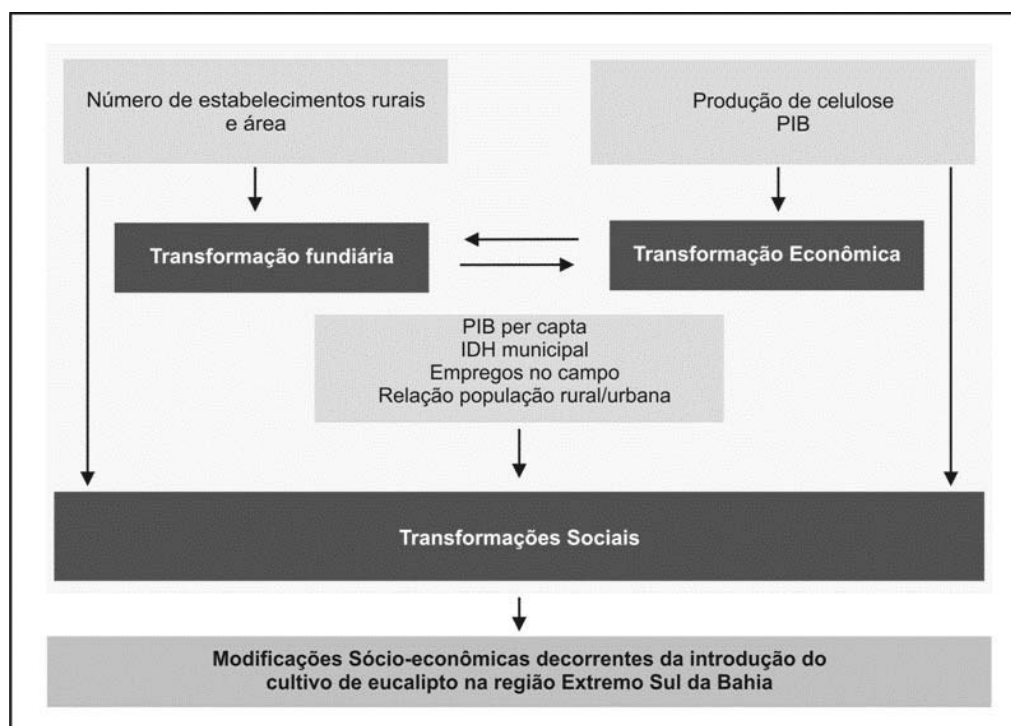 Número de estabelecimentos rurais
e área
Produção de celulose
PIB
Transformação fundiária
Transformação Econômica
PIB per capta
IDH municipal
Empregos no campo
Relação população rural/urbana
Transformações Sociais
Modificações Sócio-econômicas decorrentes da introdução do
cultivo de eucalipto na região Extremo Sul da Bahia